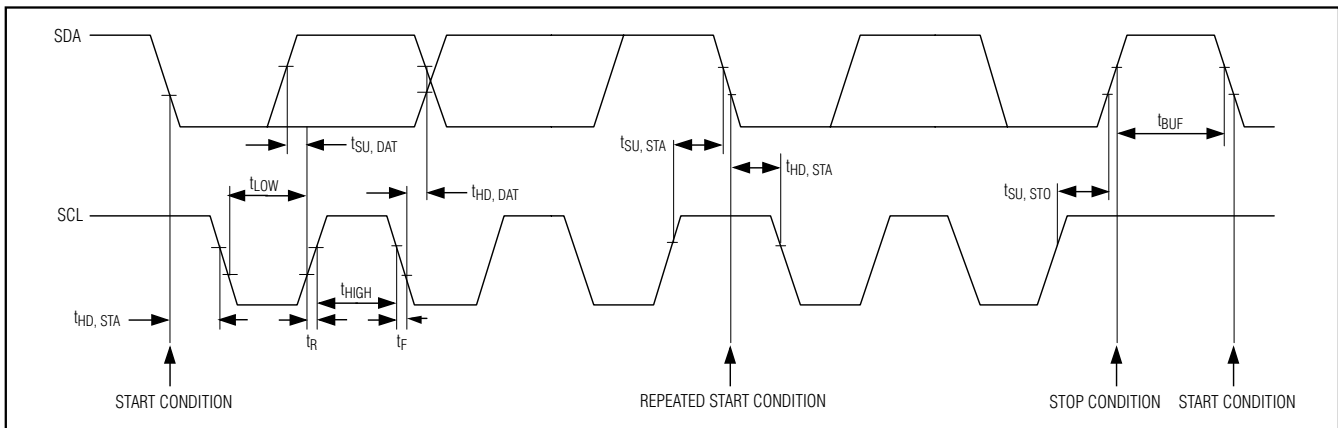 SDA
tSU, DAT
tSU, STA
tBUF
tLOW
tHD, STA
tHD, DAT
tSU, STO
SCL
tHIGH
tHD, STA
tR
tF
START CONDITION
REPEATED START CONDITION
STOP CONDITION
START CONDITION